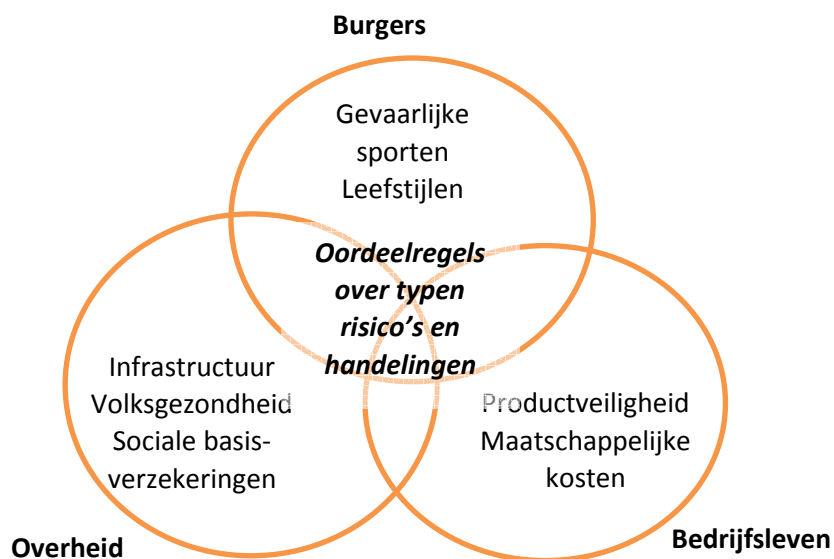 Burgers
Gevaarlijke
sporten
Leefstijlen
Oordeelregels
over typen
risico's en
handelingen
Infrastructuur
Volksgezondheid
Sociale basis-
verzekeringen
Productveiligheid
Maatschappelijke
kosten
Overheid
Bedrijfsleven